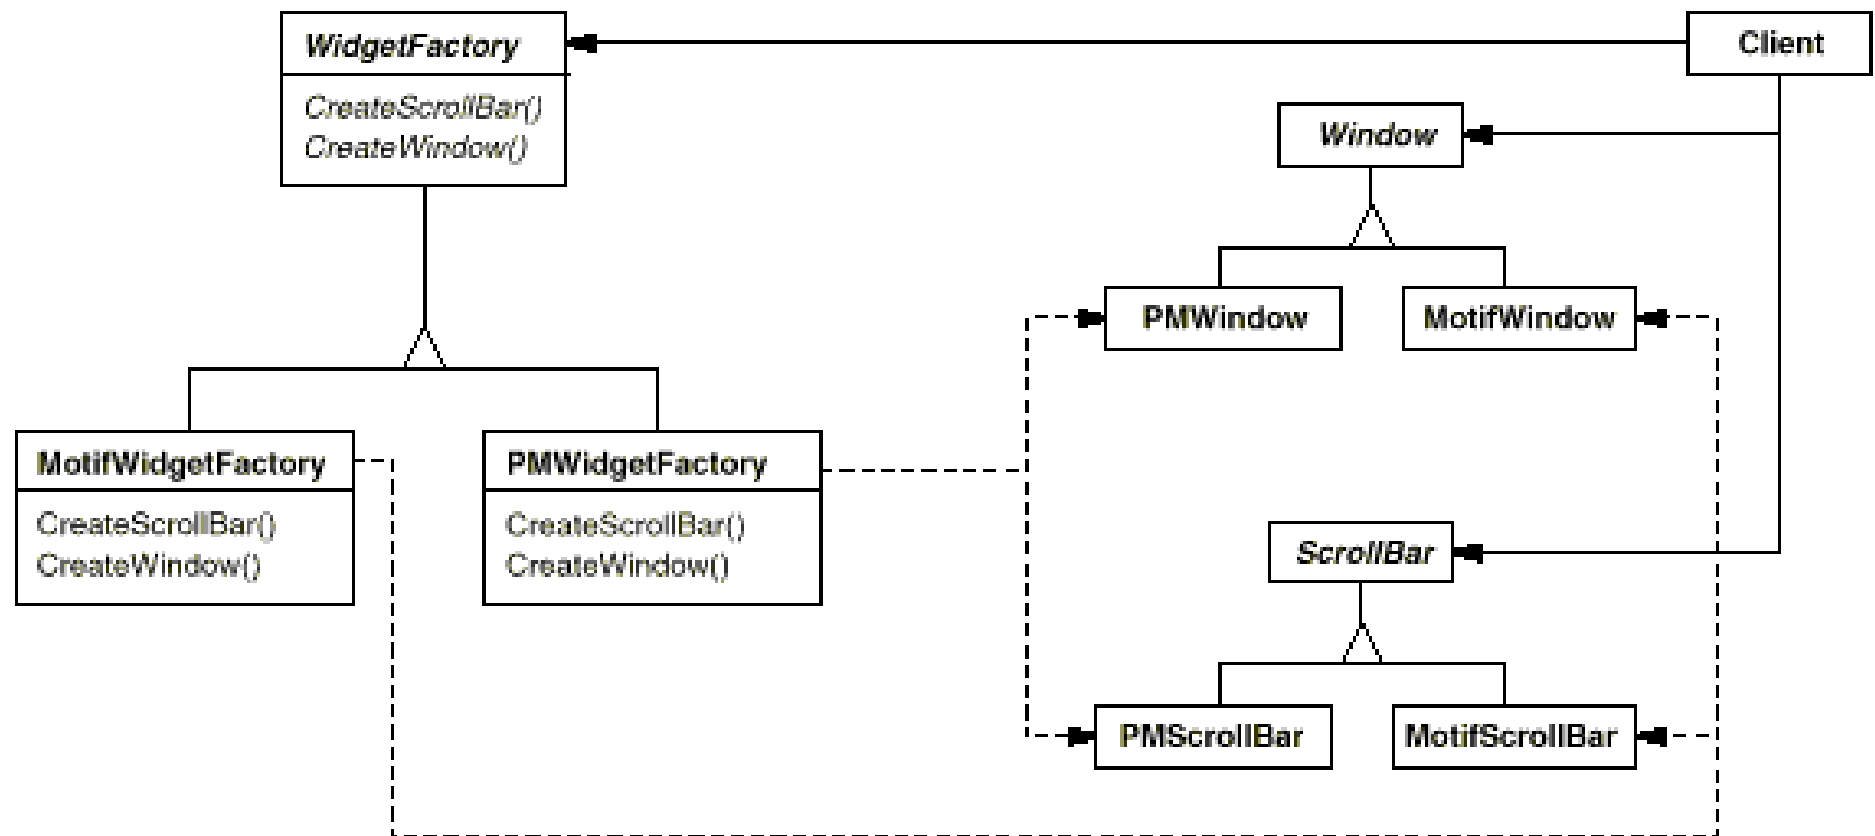 WidgetFactory
CreateScrollBar()
CreateWindow()
Client
Window
PMWindow
MotifWindow
MotifWidgetFactory
CreateScrollBar()
CreateWindow()
PMWidgetFactory
CreateScrollBar()
CreateWindow()
ScrollBar
PMScrollBar
MotifScrollBar